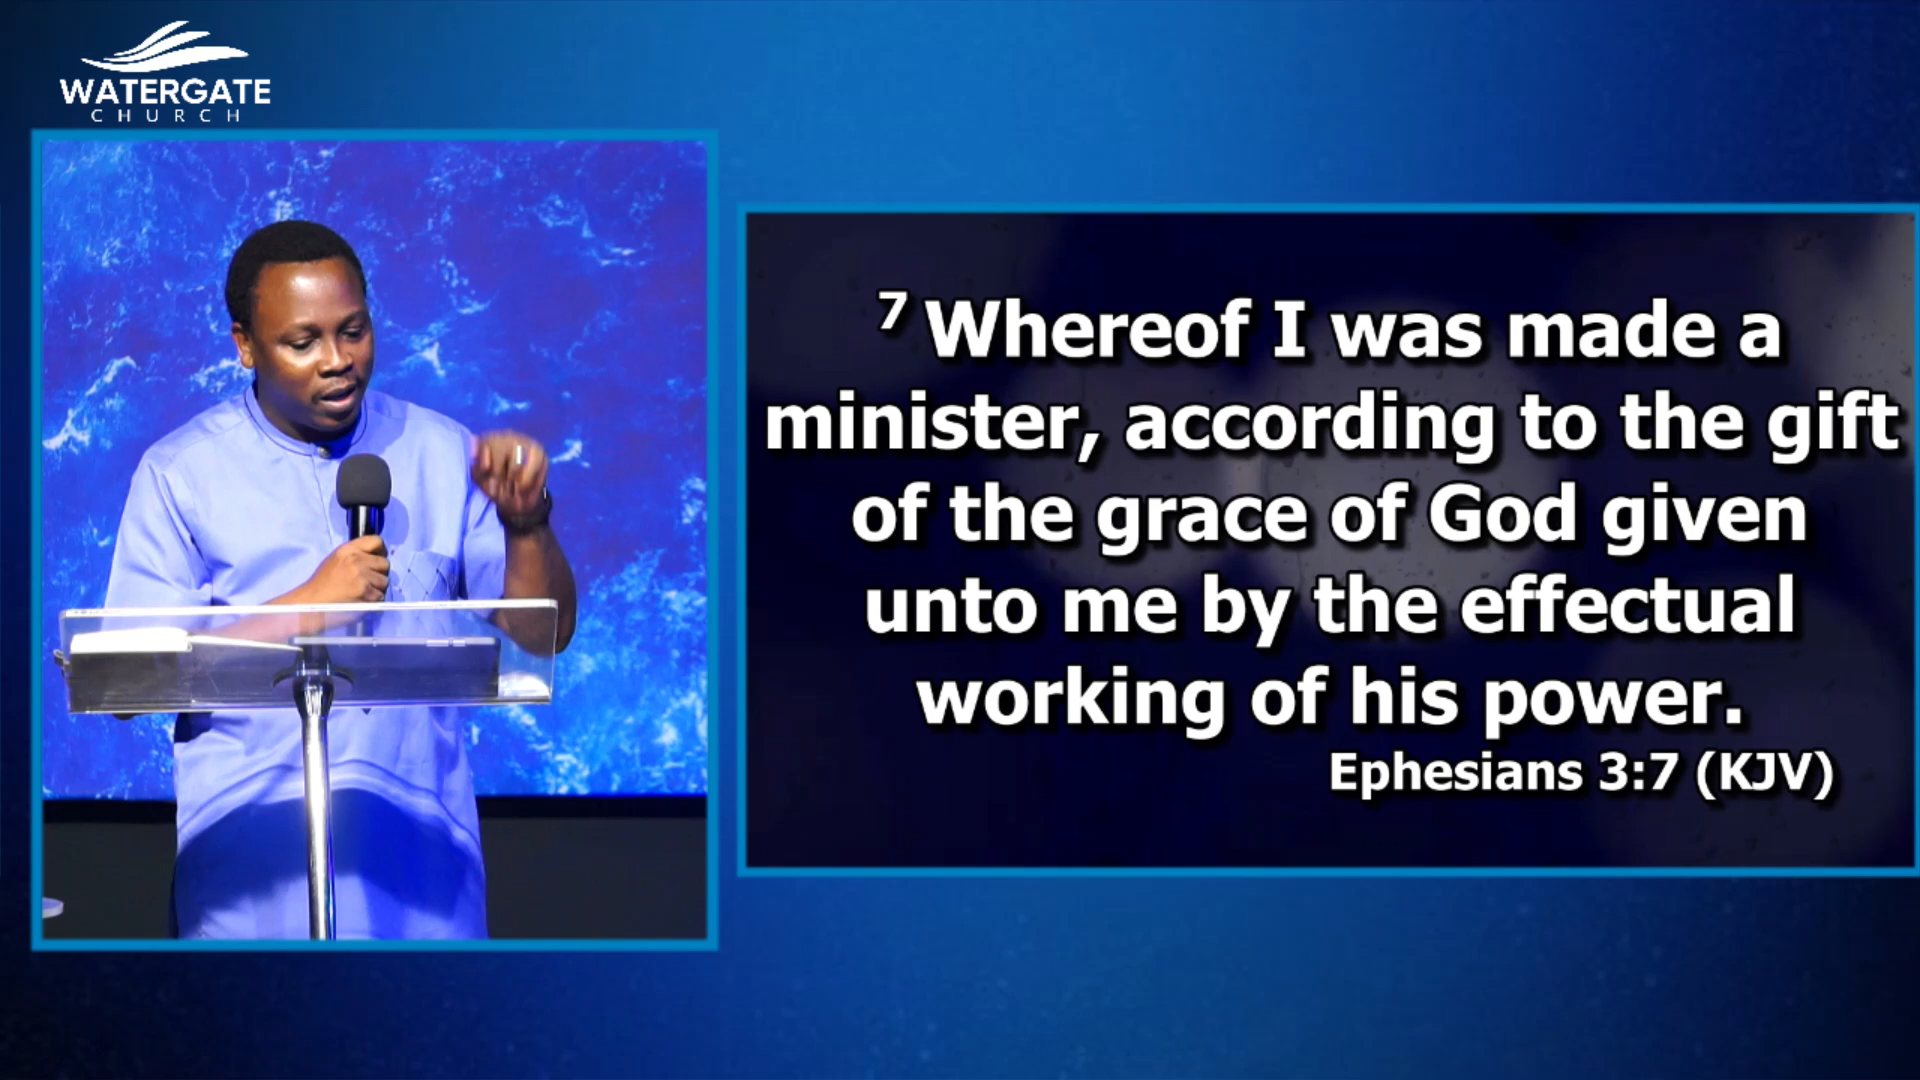 WATERGATE
CHURCH
7 Whereof I was made a
minister, according to the gift
of the grace of God given
unto me by the effectual
working of his power.
Ephesians 3:7 (KJV)